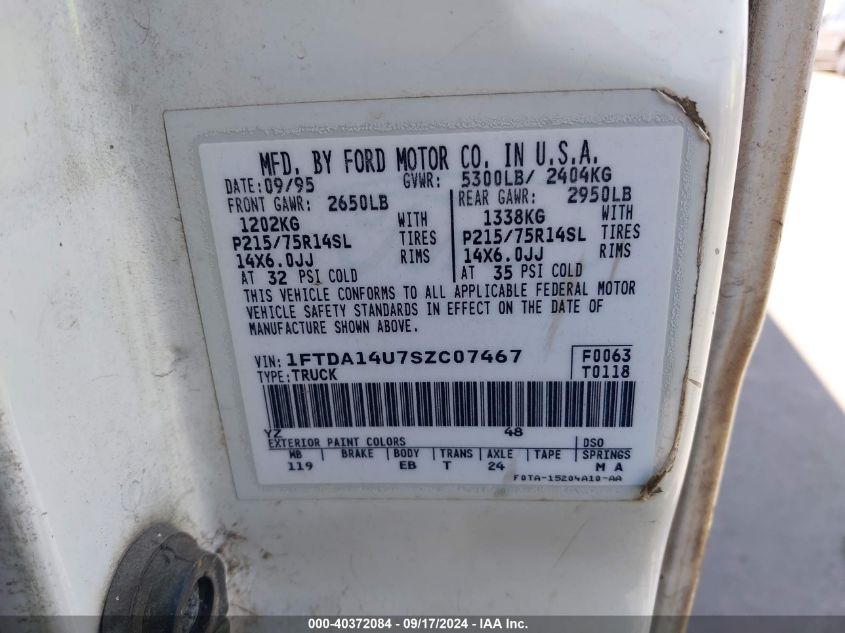 MFD. BY FORD MOTOR CO. IN U.S.A.
DATE: 09/95 GVWR: 5300LB/ 2404KG
FRONT GAWR: 2650LB REAR GAWR: 2950LB
1202KG WITH 1338KG WITH
P215/75R14SL TIRES P215/75R14SL TIRES
14X6.0JJ RIMS 14X6.0JJ RIMS
AT 32 PSI COLD AT 35 PSI COLD
THIS VEHICLE CONFORMS TO ALL APPLICABLE FEDERAL MOTOR
VEHICLE SAFETY STANDARDS IN EFFECT ON THE DATE OF
MANUFACTURE SHOWN ABOVE.
VIN: 1FTDA14U7SZC07467 F0063
TYPE: TRUCK T0118
YZ 48
EXTERIOR PAINT COLORS DSO
WB BRAKE BODY TRANS AXLE TAPE SPRINGS
119 EB T 24 M A
F0TA-15204A10-AA
000-40372084 - 09/17/2024 - IAA Inc.